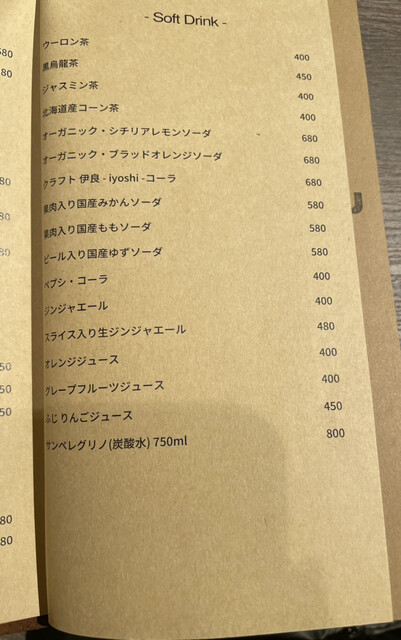 - Soft Drink -
ウーロン茶 400
黒烏龍茶 450
ジャスミン茶 400
北海道産コーン茶 400
オーガニック・シチリアレモンソーダ 680
オーガニック・ブラッドオレンジソーダ 680
クラフト 伊良 - iyoshi -コーラ 680
果肉入り国産みかんソーダ 580
果肉入り国産ももソーダ 580
ピール入り国産ゆずソーダ 580
ペプシ・コーラ 400
ジンジャエール 400
スライス入り生ジンジャエール 480
オレンジジュース 400
グレープフルーツジュース 400
ふじりんごジュース 450
サンペレグリノ(炭酸水) 750ml 800